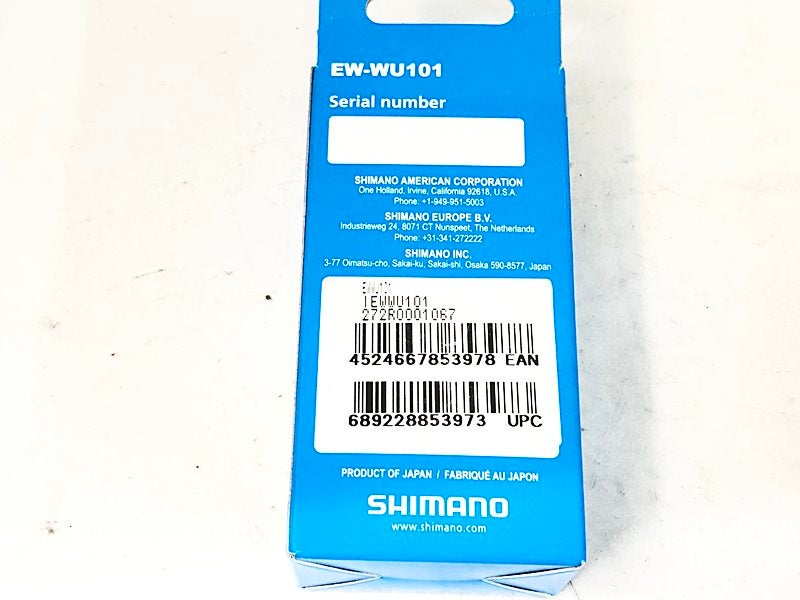 EW-WU101
Serial number
SHIMANO AMERICAN CORPORATION
One Holland, Irvine, California 92618, U.S.A.
Phone: +1-949-951-5003
SHIMANO EUROPE B.V.
Industrieweg 24, 8071 CT Nunspeet, The Netherlands
Phone: +31-341-272222
SHIMANO INC.
3-77 Oimatsu-cho, Sakai-ku, Sakai-shi, Osaka 590-8577, Japan
EWWU101
IEWWU101
272R0001067
4524667853978 EAN
689228853973 UPC
PRODUCT OF JAPAN / FABRIQUÉ AU JAPON
SHIMANO
www.shimano.com